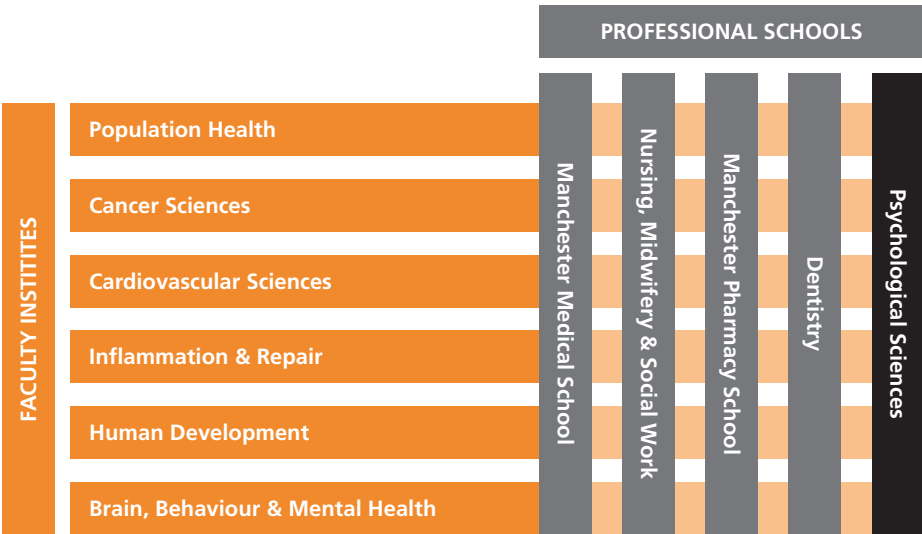 PROFESSIONAL SCHOOLS
FACULTY INSTITITES
Population Health
Cancer Sciences
Cardiovascular Sciences
Inflammation & Repair
Human Development
Brain, Behaviour & Mental Health
Manchester Medical School
Nursing, Midwifery & Social Work
Manchester Pharmacy School
Dentistry
Psychological Sciences